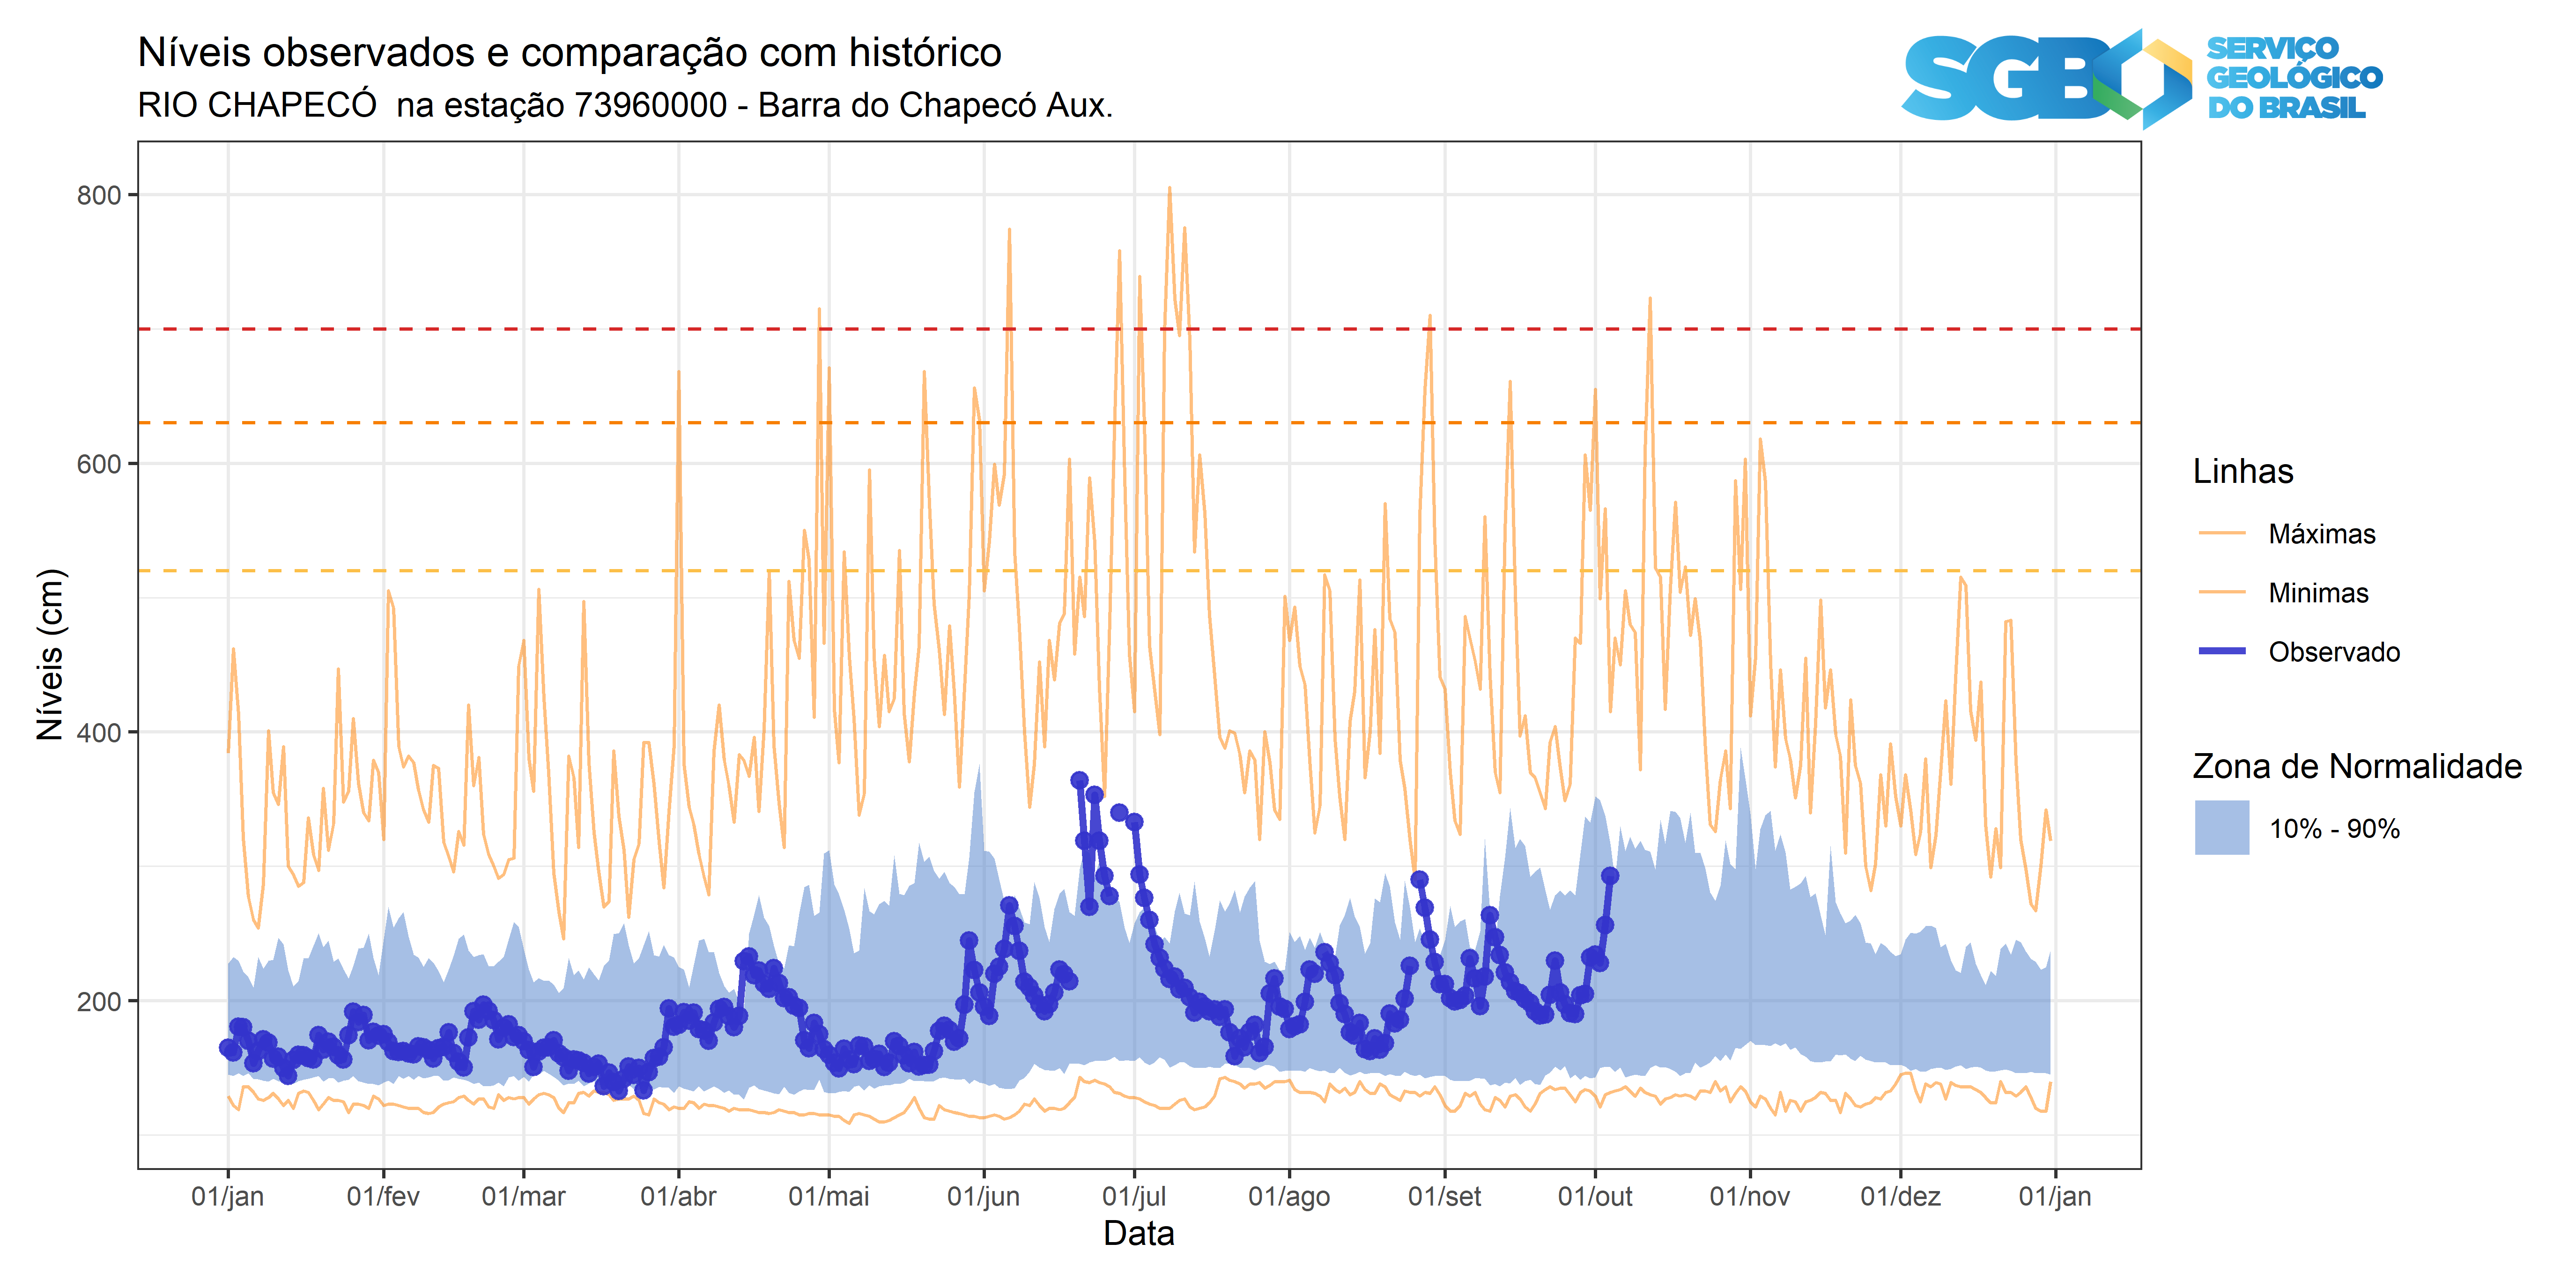 Níveis observados e comparação com histórico
RIO CHAPECÓ  na estação 73960000 - Barra do Chapecó Aux.
SGB
SERVIÇO
GEOLÓGICO
DO BRASIL
800
600
400
200
Níveis (cm)
01/jan
01/fev
01/mar
01/abr
01/mai
01/jun
01/jul
01/ago
01/set
01/out
01/nov
01/dez
01/jan
Data
Linhas
Máximas
Minimas
Observado
Zona de Normalidade
10% - 90%